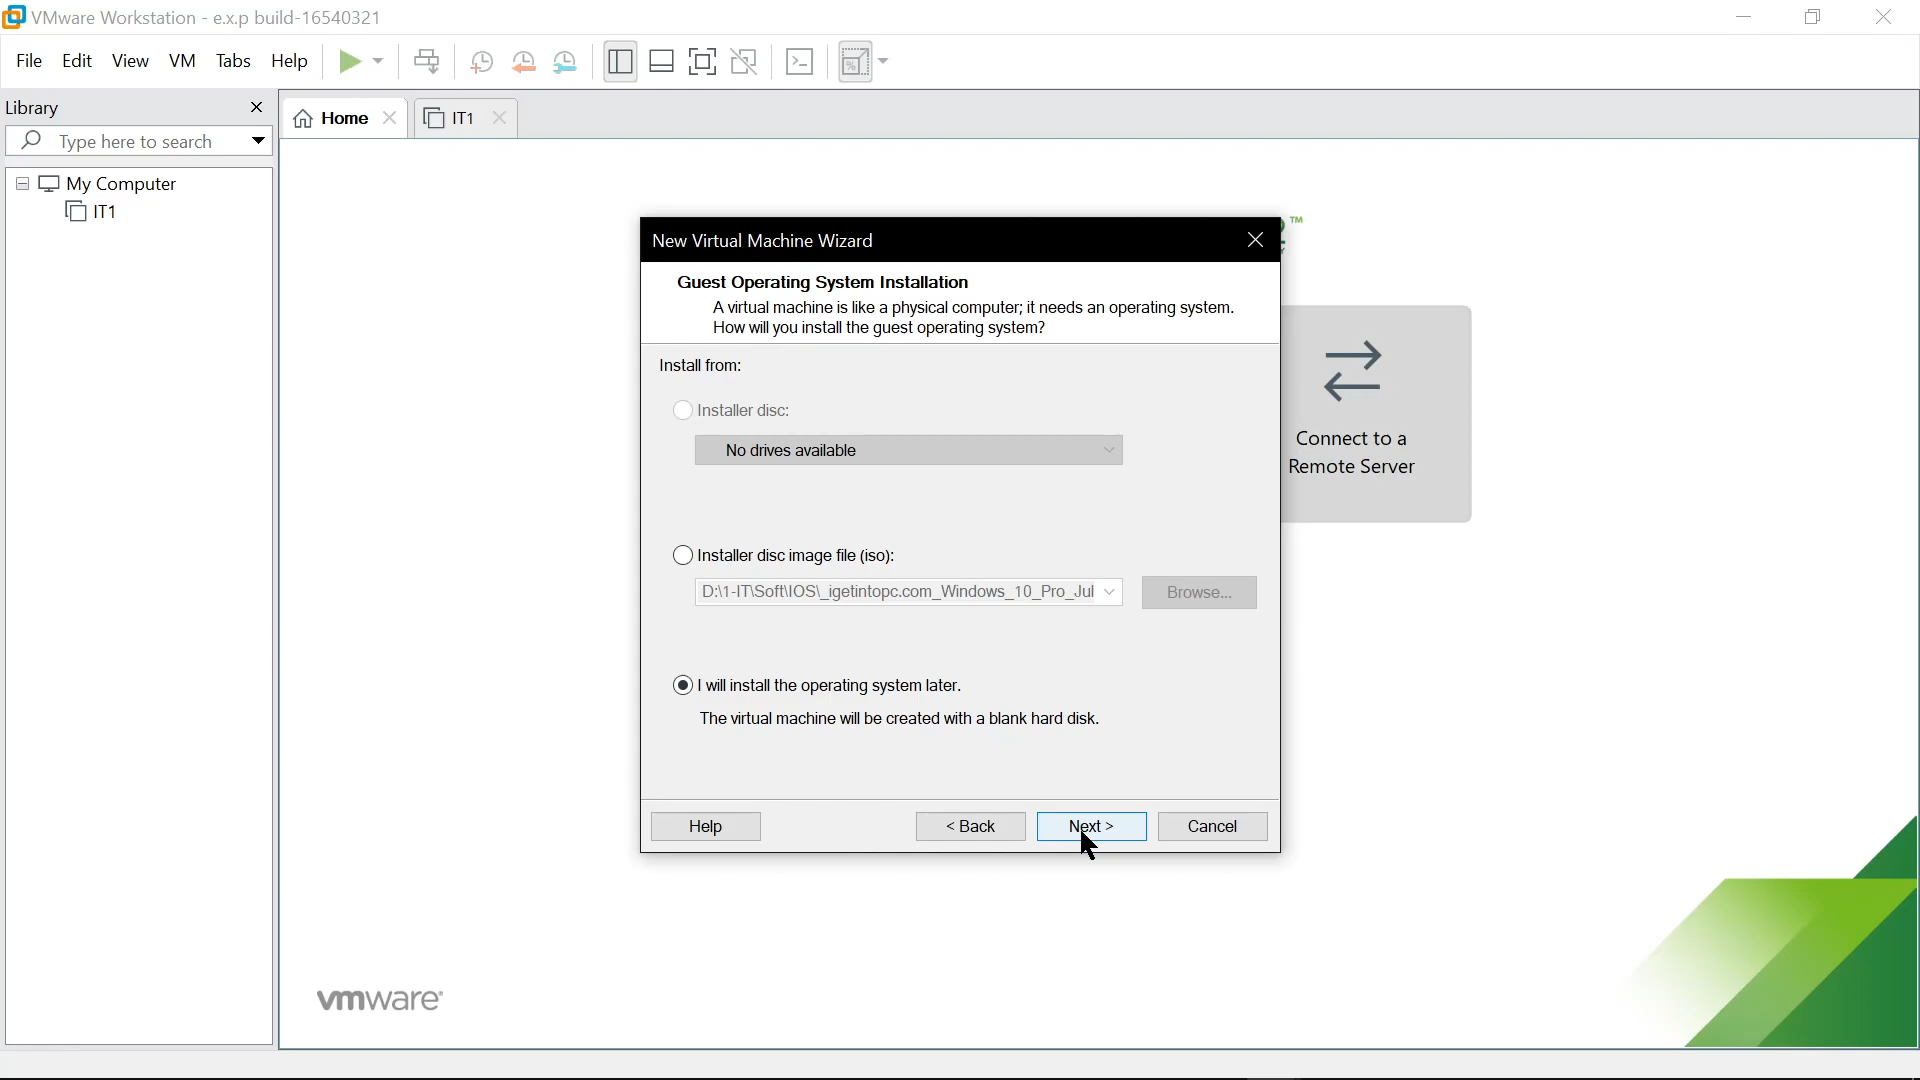 VMware Workstation - e.x.p build-16540321
File Edit View VM Tabs Help
Library
Home
IT1
Type here to search
My Computer
IT1
TM
New Virtual Machine Wizard
Guest Operating System Installation
A virtual machine is like a physical computer; it needs an operating system.
How will you install the guest operating system?
Install from:
Installer disc:
No drives available
Installer disc image file (iso):
D:\1-IT\Soft\IOS\_igetintopc.com_Windows_10_Pro_Jul
Browse...
I will install the operating system later.
The virtual machine will be created with a blank hard disk.
Help
< Back
Next >
Cancel
Connect to a
Remote Server
vmware